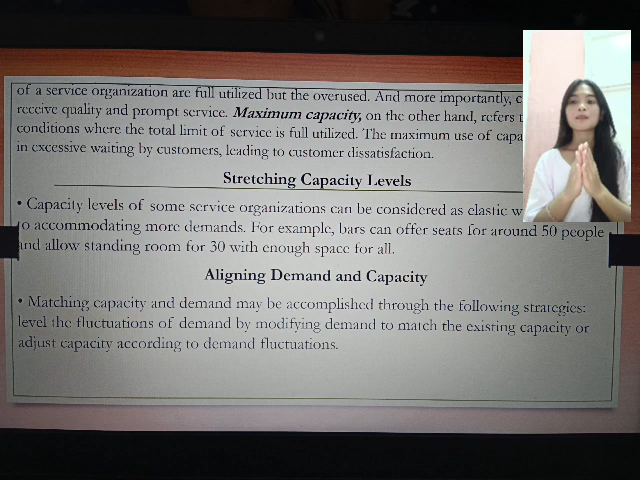 of a service organization are full utilized but the overused. And more importantly, c
receive quality and prompt service. Maximum capacity, on the other hand, refers
conditions where the total limit of service is full utilized. The maximum use of capa
in excessive waiting by customers, leading to customer dissatisfaction.
Stretching Capacity Levels
• Capacity levels of some service organizations can be considered as elastic w
to accommodating more demands. For example, bars can offer seats for around 50 people
and allow standing room for 30 with enough space for all.
Aligning Demand and Capacity
• Matching capacity and demand may be accomplished through the following strategies:
level the fluctuations of demand by modifying demand to match the existing capacity or
adjust capacity according to demand fluctuations.